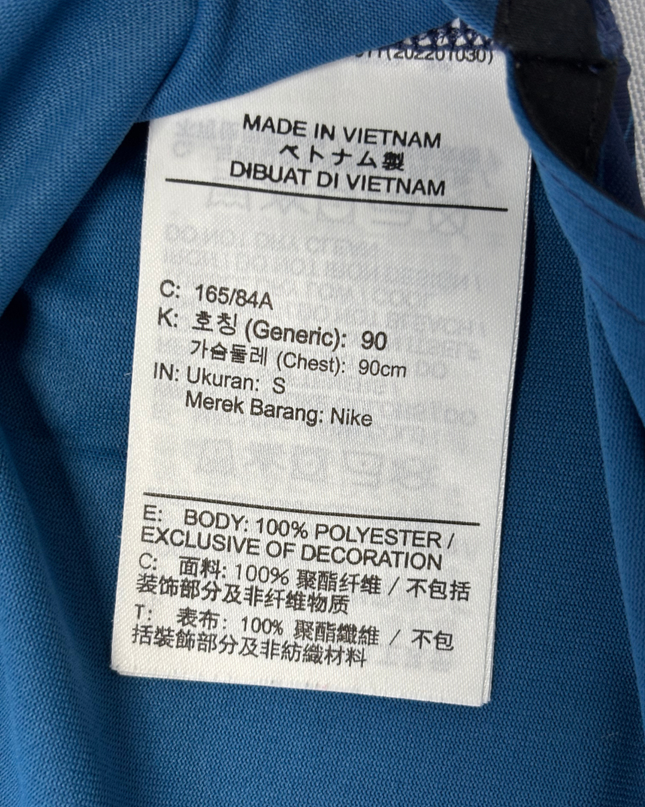 (202201030)
MADE IN VIETNAM
ベトナム製
DIBUAT DI VIETNAM
C: 165/84A
K: 호칭 (Generic): 90
가슴둘레 (Chest): 90cm
IN: Ukuran: S
Merek Barang: Nike
E: BODY: 100% POLYESTER /
EXCLUSIVE OF DECORATION
C: 面料: 100% 聚酯纤维 / 不包括
装饰部分及非纤维物质
T: 表布: 100% 聚酯纖維 / 不包
括裝飾部分及非紡織材料